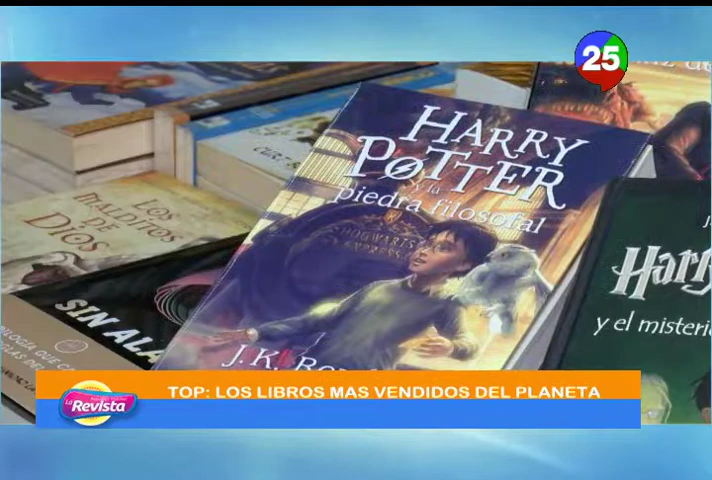 25
HARRY
POTTER
y la
piedra filosofal
HOGWARTS
EXPRESS
J. K.
LOS
MALDITOS
DE
DIOS
SIN ALA
Harr
y el misterio
TOP: LOS LIBROS MAS VENDIDOS DEL PLANETA
La
Revista